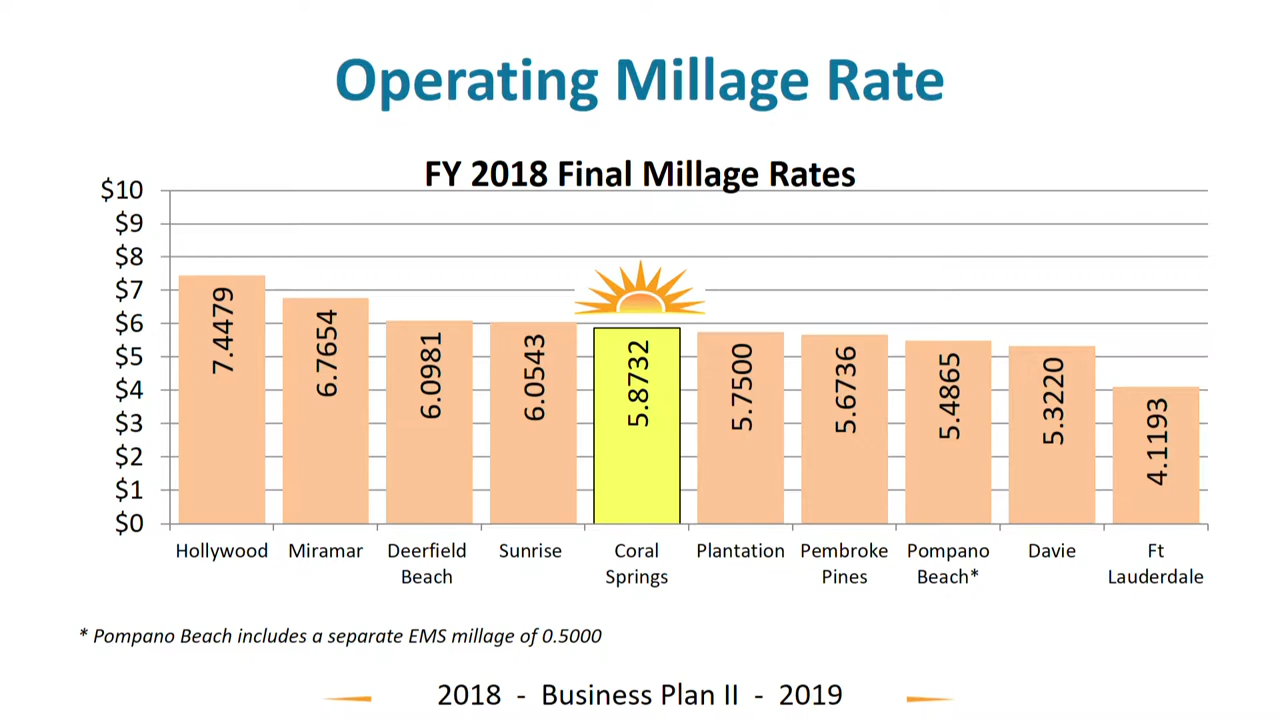 Operating Millage Rate
FY 2018 Final Millage Rates
$10
$9
$8
$7
$6
$5
$4
$3
$2
$1
$0
7.4479
6.7654
6.0981
6.0543
5.8732
5.7500
5.6736
5.4865
5.3220
4.1193
Hollywood
Miramar
Deerfield
Beach
Sunrise
Coral
Springs
Plantation
Pembroke
Pines
Pompano
Beach*
Davie
Ft
Lauderdale
* Pompano Beach includes a separate EMS millage of 0.5000
2018 - Business Plan II - 2019